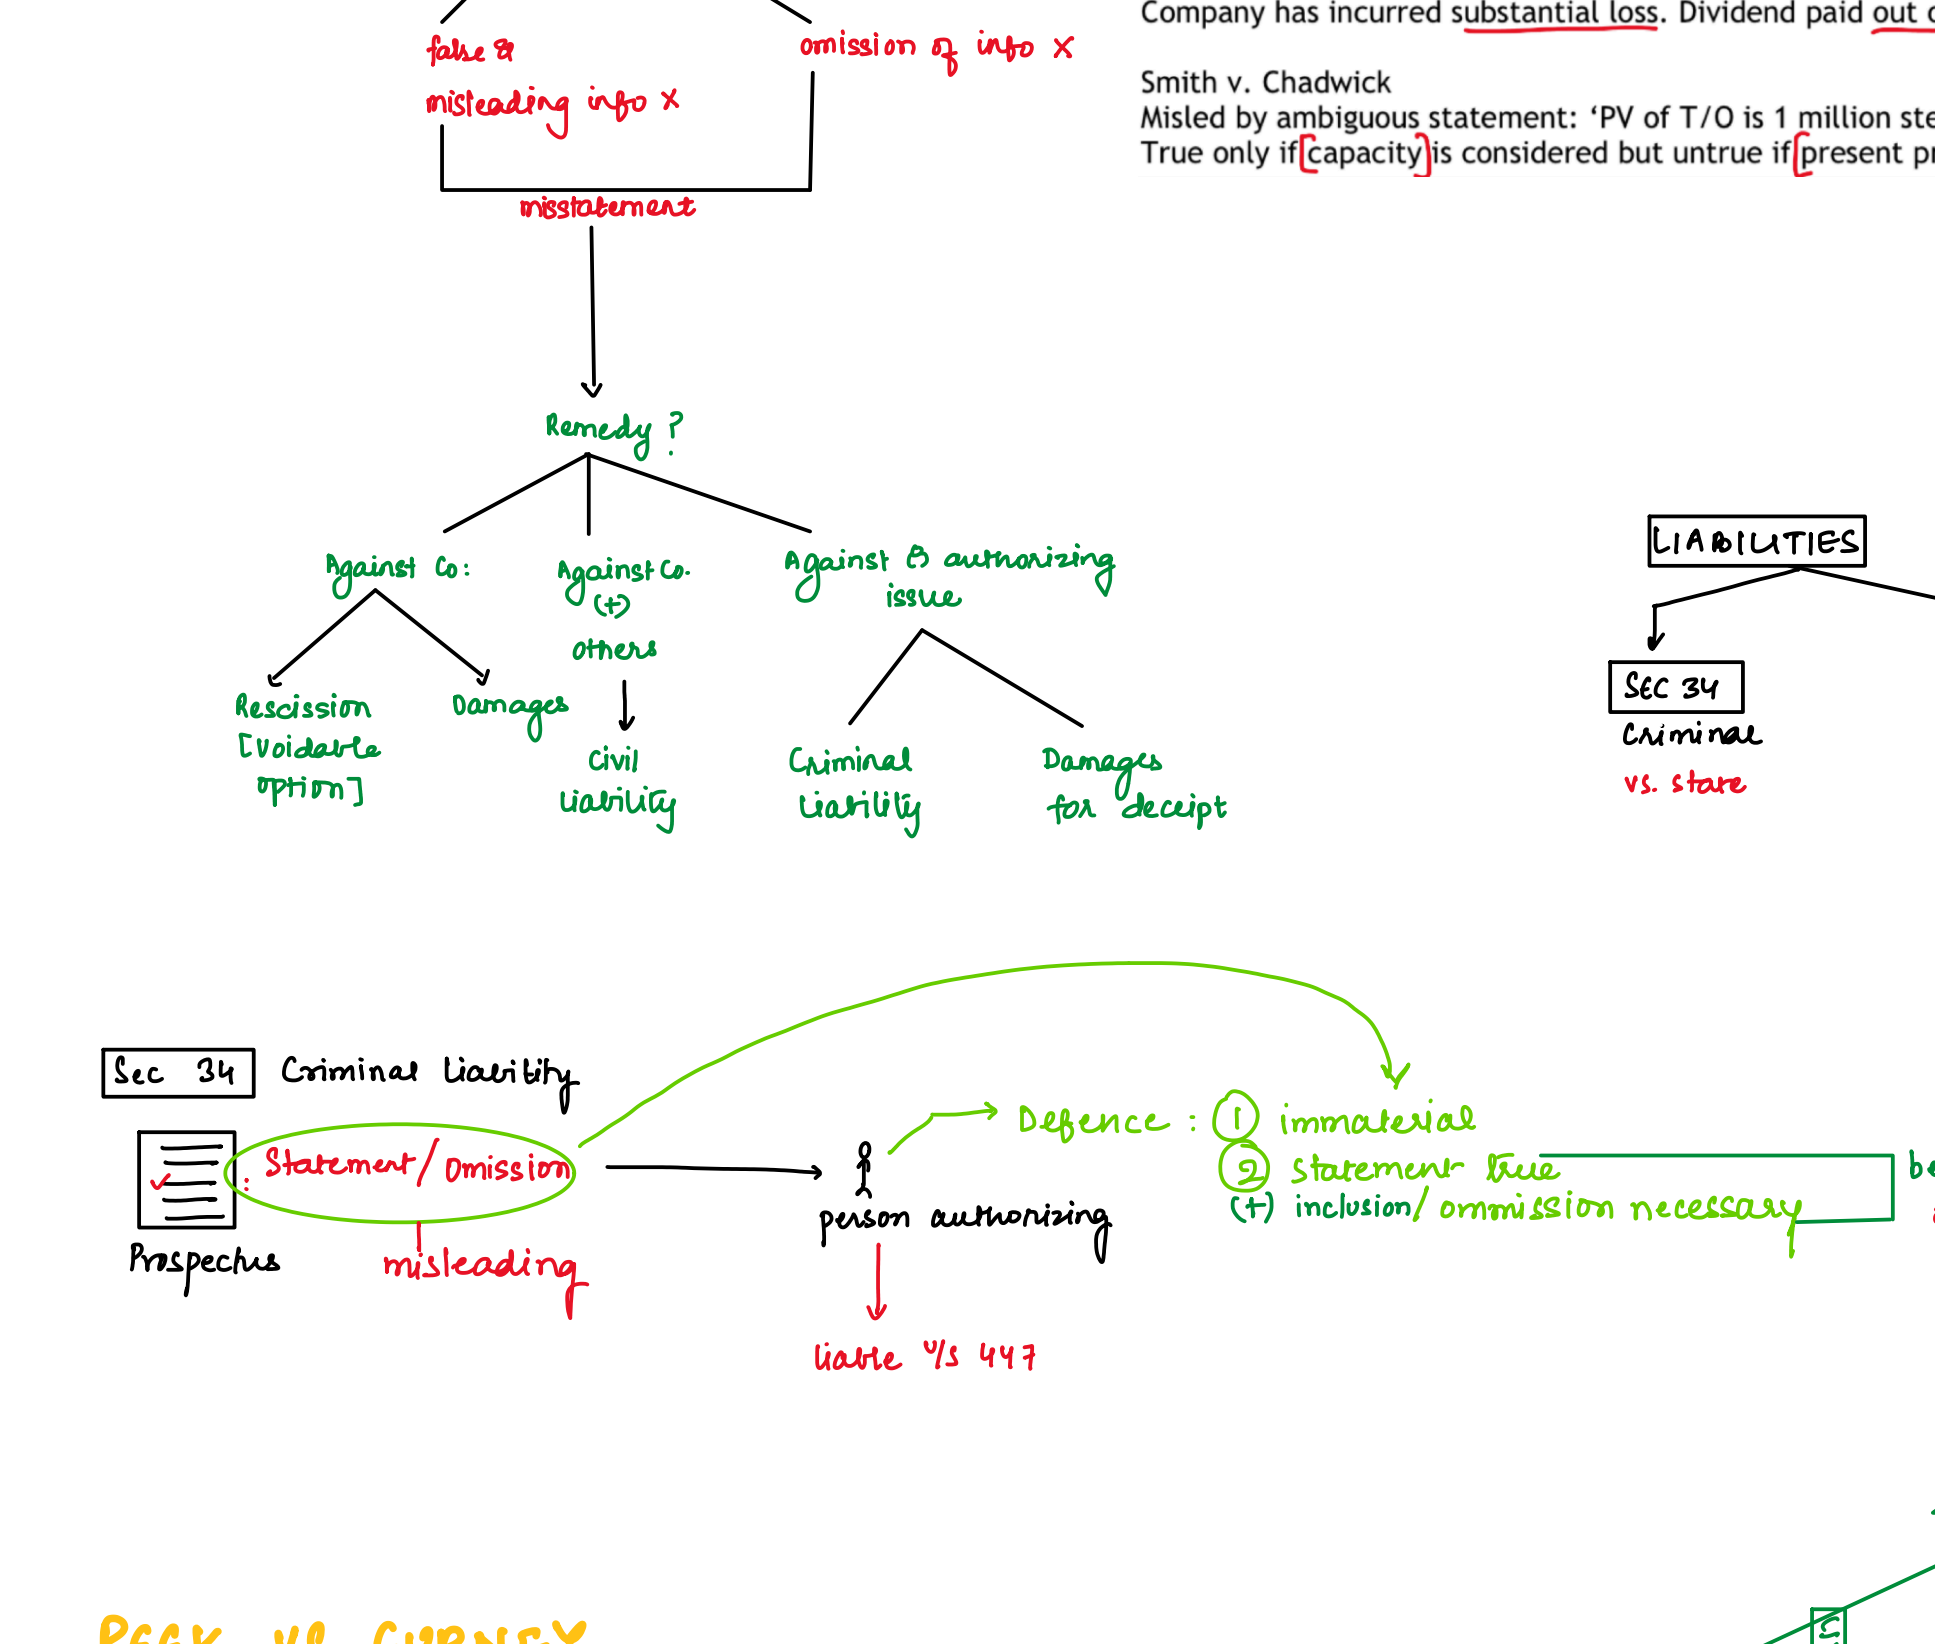 Company has incurred substantial loss. Dividend paid out
Smith v. Chadwick
Misled by ambiguous statement: ‘PV of T/O is 1 million
True only if [capacity] is considered but untrue if [present
false &
misleading info x
omission of info x
misstatement
Remedy ?
Against Co:
Rescission
[voidable
option]
Damages
Against Co.
(+)
others
Civil
Liability
Against authorizing
issue
Criminal
Liability
Damages
for deceipt
LIABILITIES
SEC 34
Criminal
vs. state
Sec 34 Criminal Liability
: Statement/Omission
misleading
Prospectus
person authorizing
liable u/s 447
Defence : 1 immaterial
2 statement true
(+) inclusion/ommission necessary